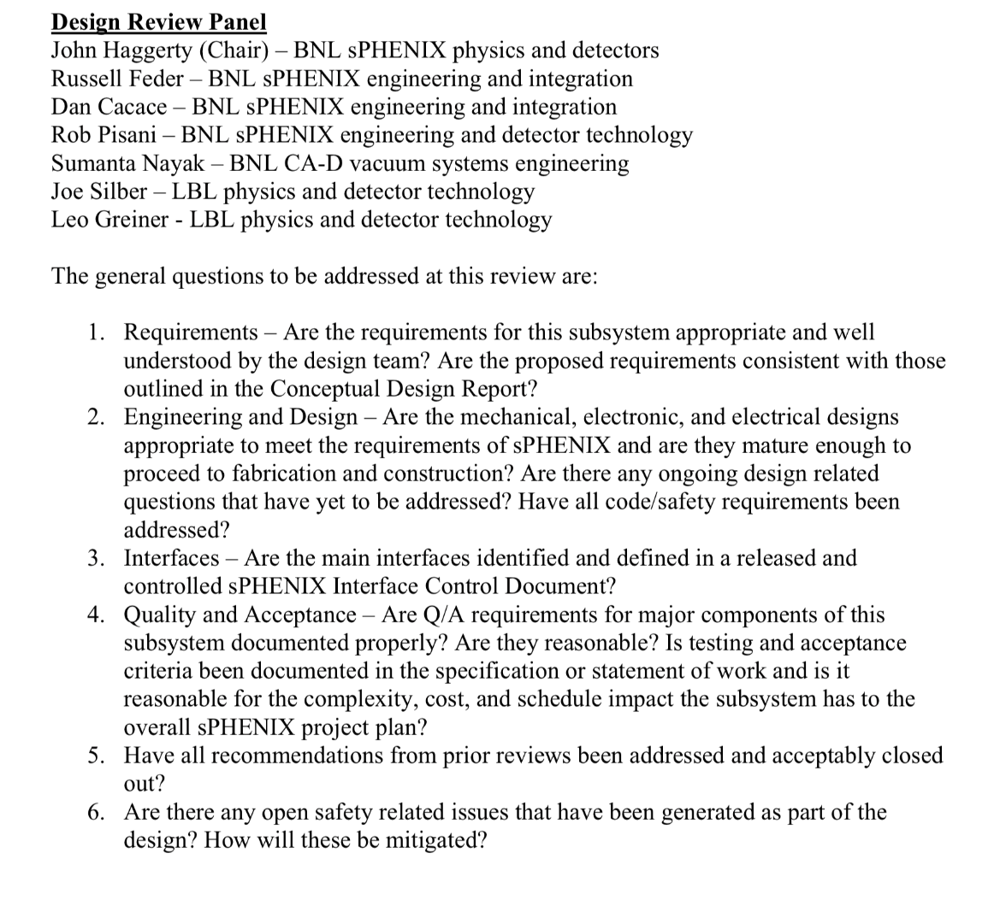 Design Review Panel
John Haggerty (Chair) – BNL sPHENIX physics and detectors
Russell Feder – BNL sPHENIX engineering and integration
Dan Cacace – BNL sPHENIX engineering and integration
Rob Pisani – BNL sPHENIX engineering and detector technology
Sumanta Nayak – BNL CA-D vacuum systems engineering
Joe Silber – LBL physics and detector technology
Leo Greiner - LBL physics and detector technology
The general questions to be addressed at this review are:
1. Requirements – Are the requirements for this subsystem appropriate and well
understood by the design team? Are the proposed requirements consistent with those
outlined in the Conceptual Design Report?
2. Engineering and Design – Are the mechanical, electronic, and electrical designs
appropriate to meet the requirements of sPHENIX and are they mature enough to
proceed to fabrication and construction? Are there any ongoing design related
questions that have yet to be addressed? Have all code/safety requirements been
addressed?
3. Interfaces – Are the main interfaces identified and defined in a released and
controlled sPHENIX Interface Control Document?
4. Quality and Acceptance – Are Q/A requirements for major components of this
subsystem documented properly? Are they reasonable? Is testing and acceptance
criteria been documented in the specification or statement of work and is it
reasonable for the complexity, cost, and schedule impact the subsystem has to the
overall sPHENIX project plan?
5. Have all recommendations from prior reviews been addressed and acceptably closed
out?
6. Are there any open safety related issues that have been generated as part of the
design? How will these be mitigated?